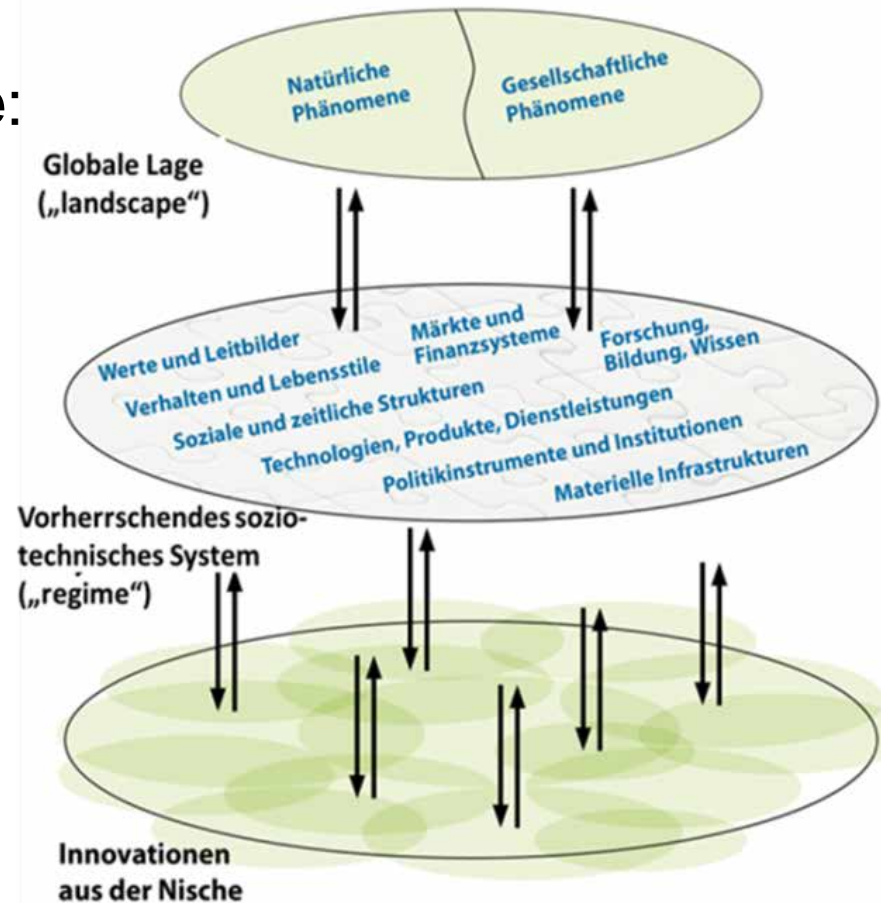 e:
Natürliche
Phänomene
Gesellschaftliche
Phänomene
Globale Lage
(„landscape“)
Werte und Leitbilder
Märkte und
Finanzsysteme
Forschung,
Bildung, Wissen
Verhalten und Lebensstile
Soziale und zeitliche Strukturen
Technologien, Produkte, Dienstleistungen
Politikinstrumente und Institutionen
Materielle Infrastrukturen
Vorherrschendes sozio-
technisches System
(„regime“)
Innovationen
aus der Nische